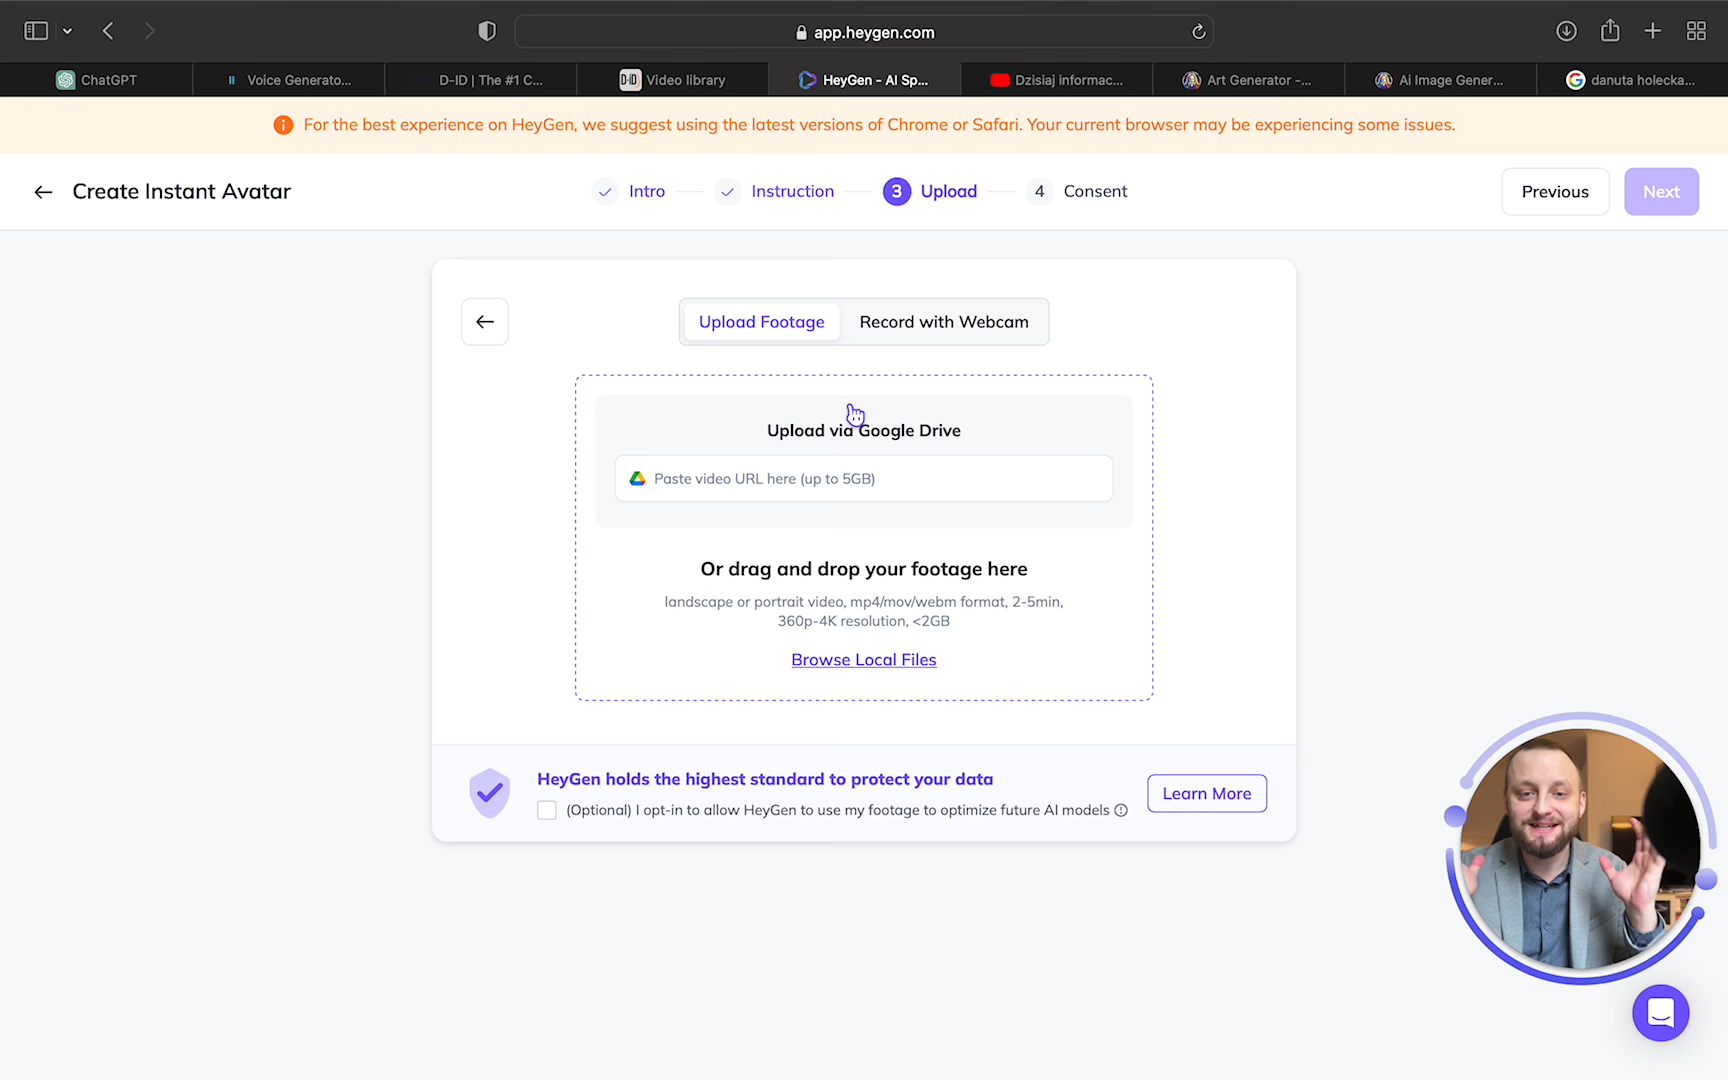 app.heygen.com
ChatGPT
Voice Generato...
D-ID | The #1 C...
D-iD Video library
HeyGen - AI Sp...
Dzisiaj informac...
Art Generator -...
Ai Image Gener...
danuta holecka...
For the best experience on HeyGen, we suggest using the latest versions of Chrome or Safari. Your current browser may be experiencing some issues.
Create Instant Avatar
Intro
Instruction
3 Upload
4 Consent
Previous
Next
Upload Footage
Record with Webcam
Upload via Google Drive
Paste video URL here (up to 5GB)
Or drag and drop your footage here
landscape or portrait video, mp4/mov/webm format, 2-5min,
360p-4K resolution, <2GB
Browse Local Files
HeyGen holds the highest standard to protect your data
(Optional) I opt-in to allow HeyGen to use my footage to optimize future AI models
Learn More